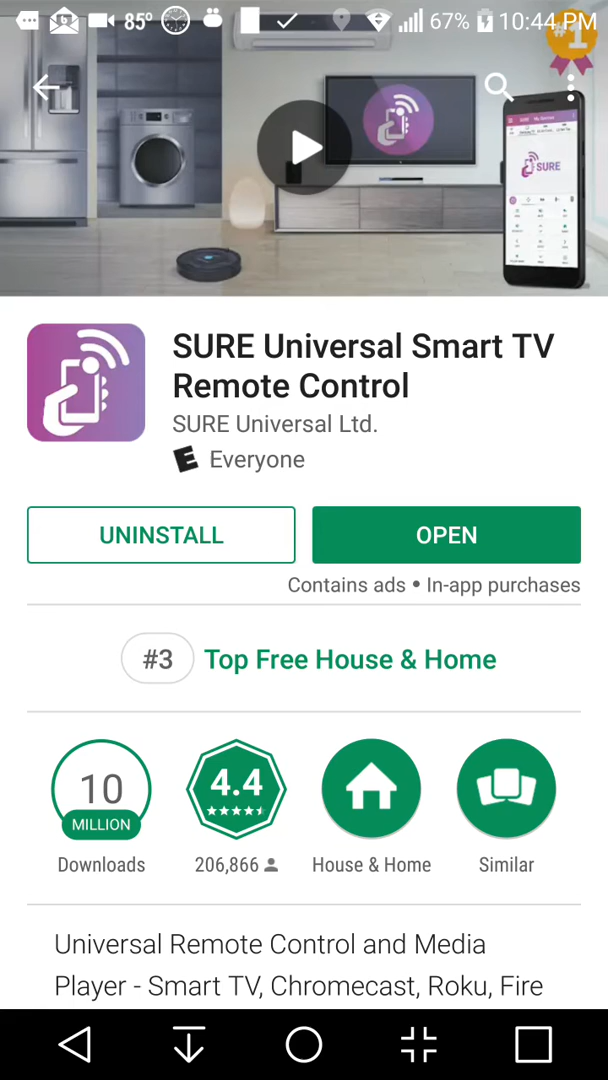 85° 67% 10:44 PM
#1
SURE
SURE Universal Smart TV
Remote Control
SURE Universal Ltd.
E Everyone
UNINSTALL
OPEN
Contains ads • In-app purchases
#3 Top Free House & Home
10
MILLION
4.4
Downloads
206,866
House & Home
Similar
Universal Remote Control and Media
Player - Smart TV, Chromecast, Roku, Fire